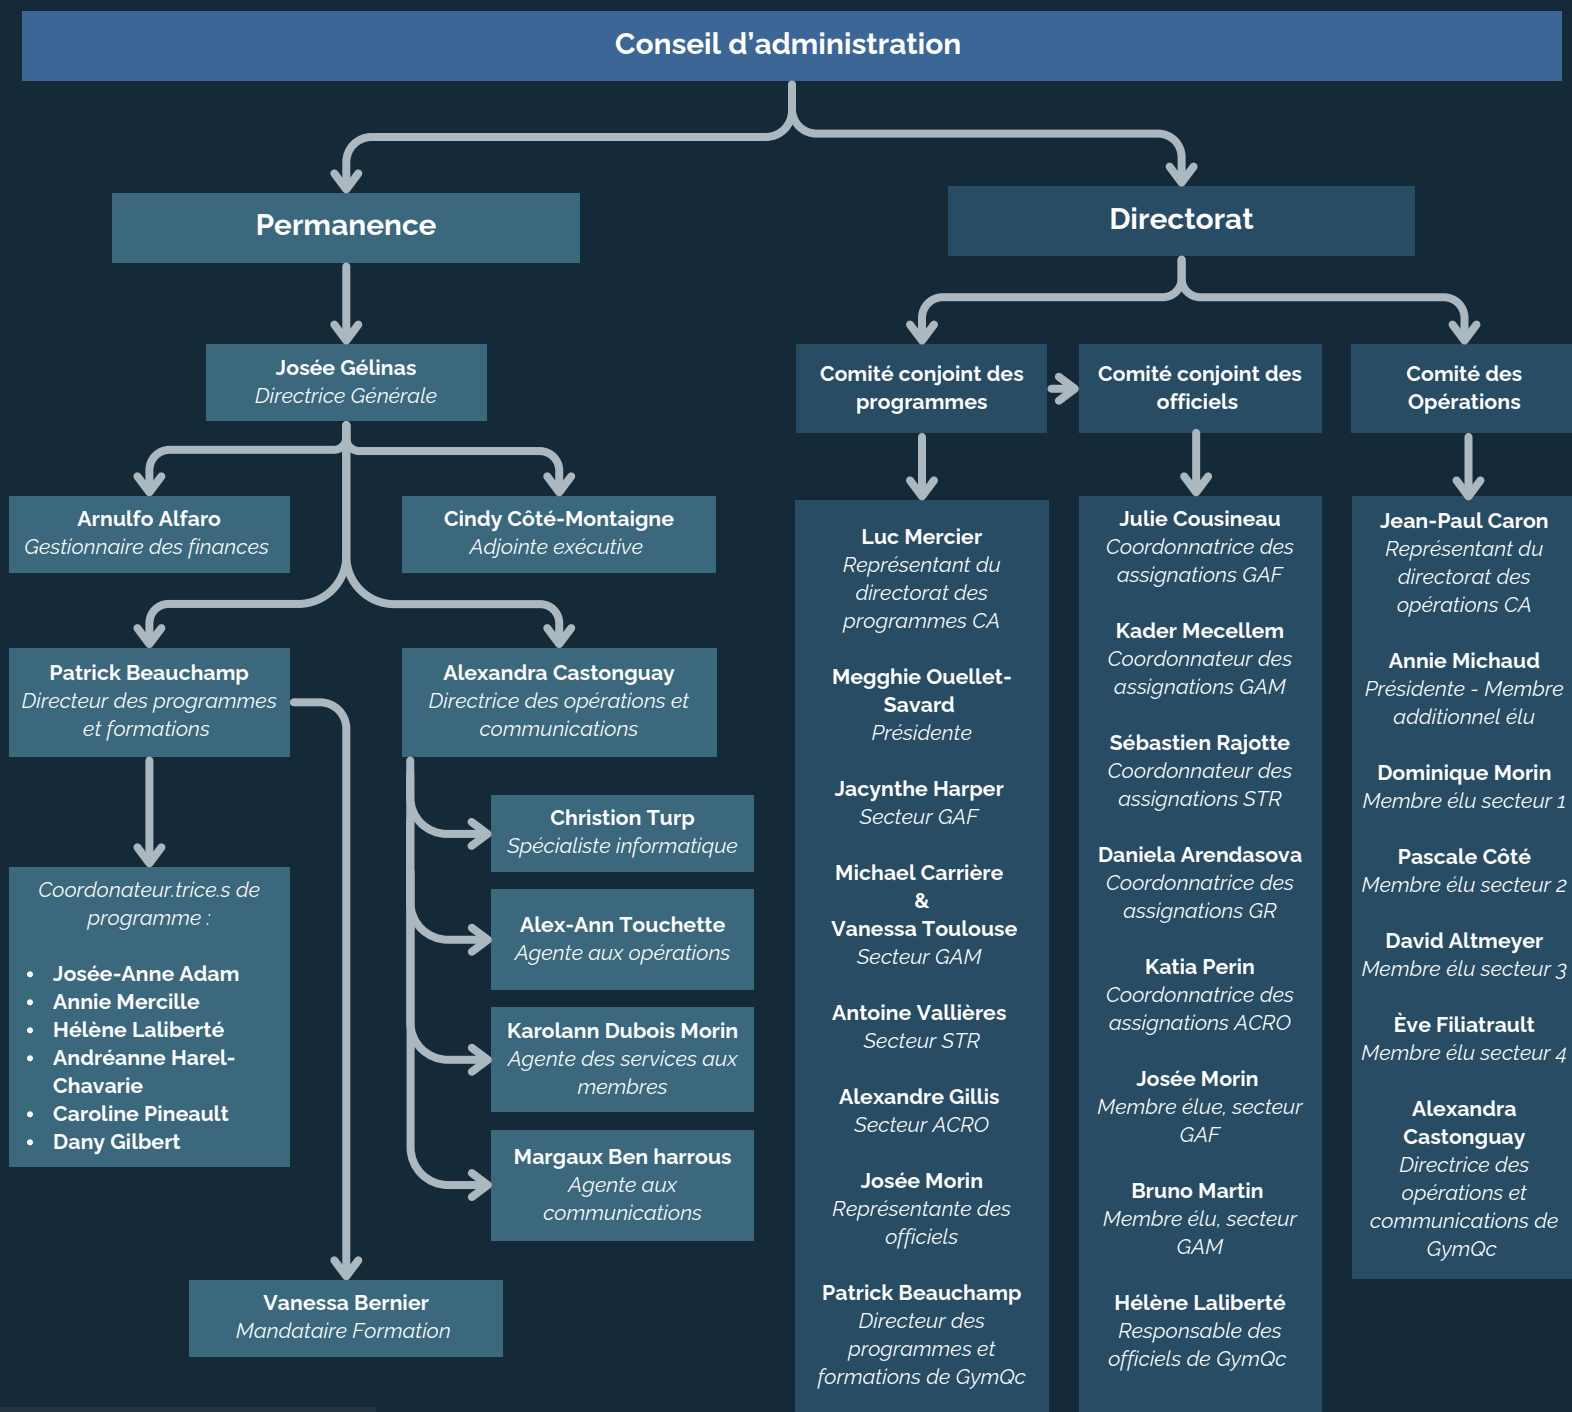 Conseil d’administration
Permanence
Directorat
Josée Gélinas
Directrice Générale
Arnulfo Alfaro
Gestionnaire des finances
Cindy Côté-Montaigne
Adjointe exécutive
Patrick Beauchamp
Directeur des programmes
et formations
Alexandra Castonguay
Directrice des opérations et
communications
Coordonateur.trice.s de
programme :
• Josée-Anne Adam
• Annie Mercille
• Hélène Laliberté
• Andréanne Harel-
Chavarie
• Caroline Pineault
• Dany Gilbert
Christion Turp
Spécialiste informatique
Alex-Ann Touchette
Agente aux opérations
Karolann Dubois Morin
Agente des services aux
membres
Margaux Ben harrous
Agente aux
communications
Vanessa Bernier
Mandataire Formation
Comité conjoint des
programmes
Luc Mercier
Représentant du
directorat des
programmes CA
Megghie Ouellet-
Savard
Présidente
Jacynthe Harper
Secteur GAF
Michael Carrière
&
Vanessa Toulouse
Secteur GAM
Antoine Vallières
Secteur STR
Alexandre Gillis
Secteur ACRO
Josée Morin
Représentante des
officiels
Patrick Beauchamp
Directeur des
programmes et
formations de GymQc
Comité conjoint des
officiels
Julie Cousineau
Coordonnatrice des
assignations GAF
Kader Mecellem
Coordonnateur des
assignations GAM
Sébastien Rajotte
Coordonnateur des
assignations STR
Daniela Arendasova
Coordonnatrice des
assignations GR
Katia Perin
Coordonnatrice des
assignations ACRO
Josée Morin
Membre élue, secteur
GAF
Bruno Martin
Membre élu, secteur
GAM
Hélène Laliberté
Responsable des
officiels de GymQc
Comité des
Opérations
Jean-Paul Caron
Représentant du
directorat des
opérations CA
Annie Michaud
Présidente - Membre
additionnel élu
Dominique Morin
Membre élu secteur 1
Pascale Côté
Membre élu secteur 2
David Altmeyer
Membre élu secteur 3
Ève Filiatrault
Membre élu secteur 4
Alexandra
Castonguay
Directrice des
opérations et
communications de
GymQc